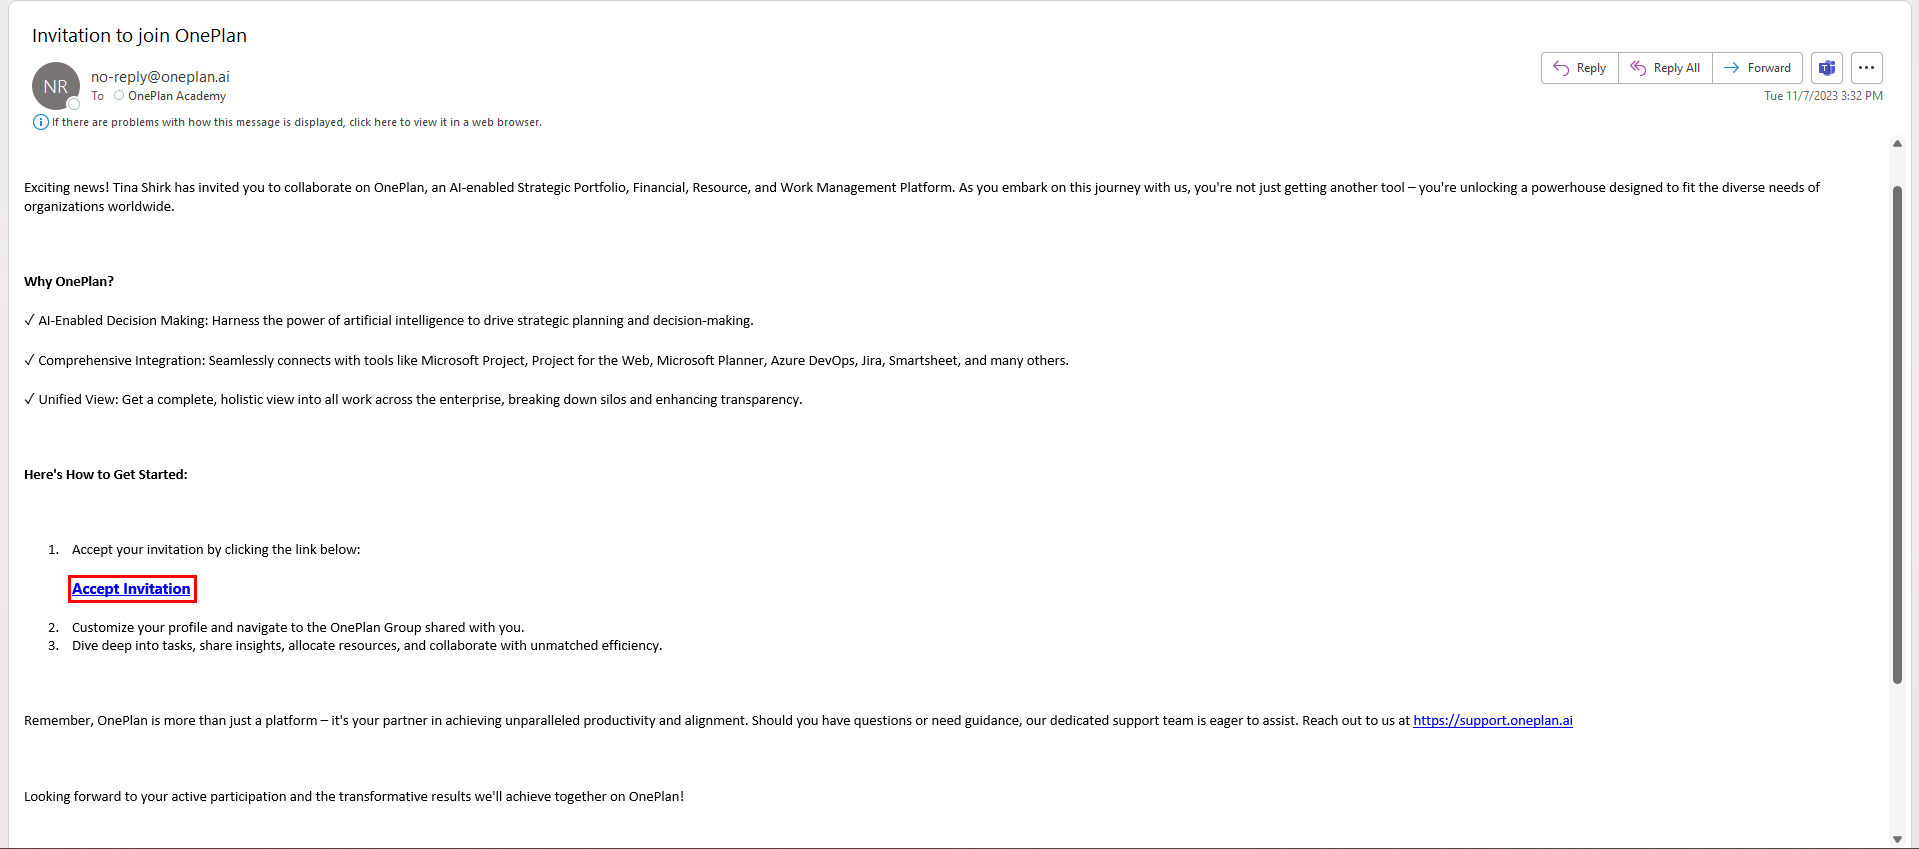 Invitation to join OnePlan
NR
no-reply@oneplan.ai
To OnePlan Academy
Reply
Reply All
Forward
Tue 11/7/2023 3:32 PM
If there are problems with how this message is displayed, click here to view it in a web browser.
Exciting news! Tina Shirk has invited you to collaborate on OnePlan, an AI-enabled Strategic Portfolio, Financial, Resource, and Work Management Platform. As you embark on this journey with us, you're not just getting another tool – you're unlocking a powerhouse designed to fit the diverse needs of
organizations worldwide.
Why OnePlan?
✓ AI-Enabled Decision Making: Harness the power of artificial intelligence to drive strategic planning and decision-making.
✓ Comprehensive Integration: Seamlessly connects with tools like Microsoft Project, Project for the Web, Microsoft Planner, Azure DevOps, Jira, Smartsheet, and many others.
✓ Unified View: Get a complete, holistic view into all work across the enterprise, breaking down silos and enhancing transparency.
Here's How to Get Started:
1. Accept your invitation by clicking the link below:
Accept Invitation
2. Customize your profile and navigate to the OnePlan Group shared with you.
3. Dive deep into tasks, share insights, allocate resources, and collaborate with unmatched efficiency.
Remember, OnePlan is more than just a platform – it's your partner in achieving unparalleled productivity and alignment. Should you have questions or need guidance, our dedicated support team is eager to assist. Reach out to us at https://support.oneplan.ai
Looking forward to your active participation and the transformative results we'll achieve together on OnePlan!